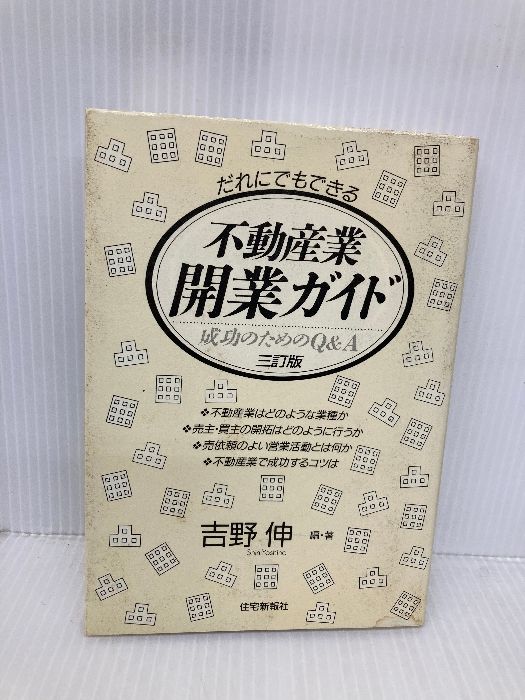 だれにでもできる
不動産業
開業ガイド
成功のためのQ&A
三訂版
❖不動産業はどのような業種か
❖売主・買主の開拓はどのように行うか
❖売依頼のよい営業活動とは何か
❖不動産業で成功するコツは
吉野 伸 編・著
Shin Yoshino
住宅新報社